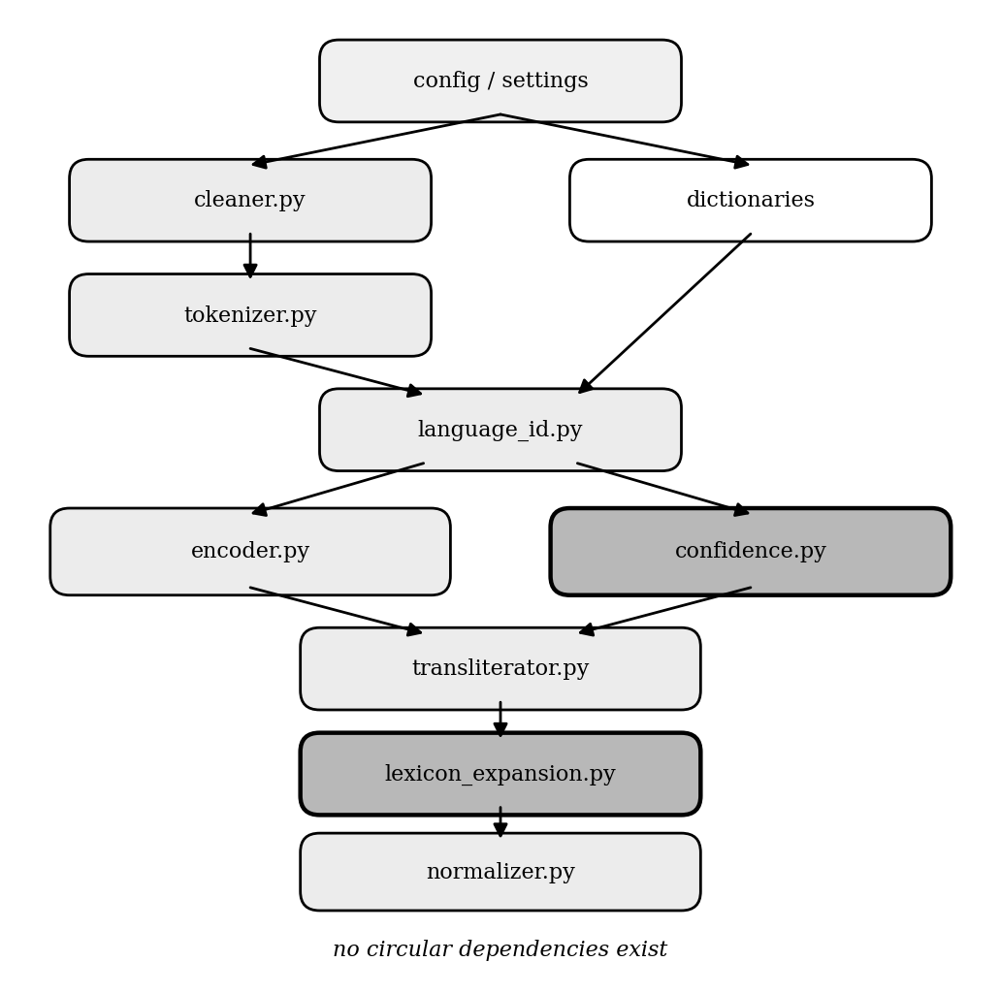 config / settings
cleaner.py
dictionaries
tokenizer.py
language_id.py
encoder.py
confidence.py
transliterator.py
lexicon_expansion.py
normalizer.py
no circular dependencies exist